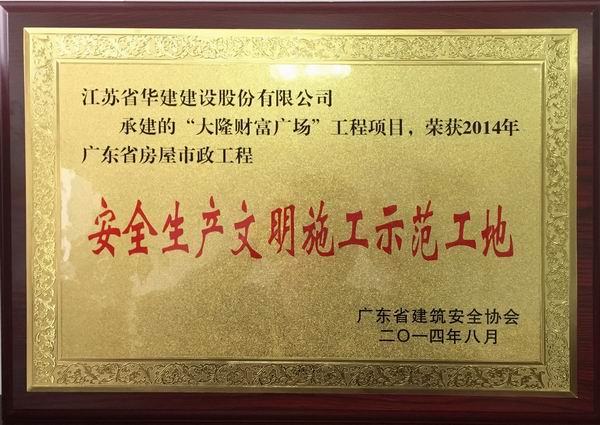 江苏省华建建设股份有限公司
承建的“大隆财富广场”工程项目，荣获2014年
广东省房屋市政工程
安全生产文明施工示范工地
广东省建筑安全协会
二〇一四年八月